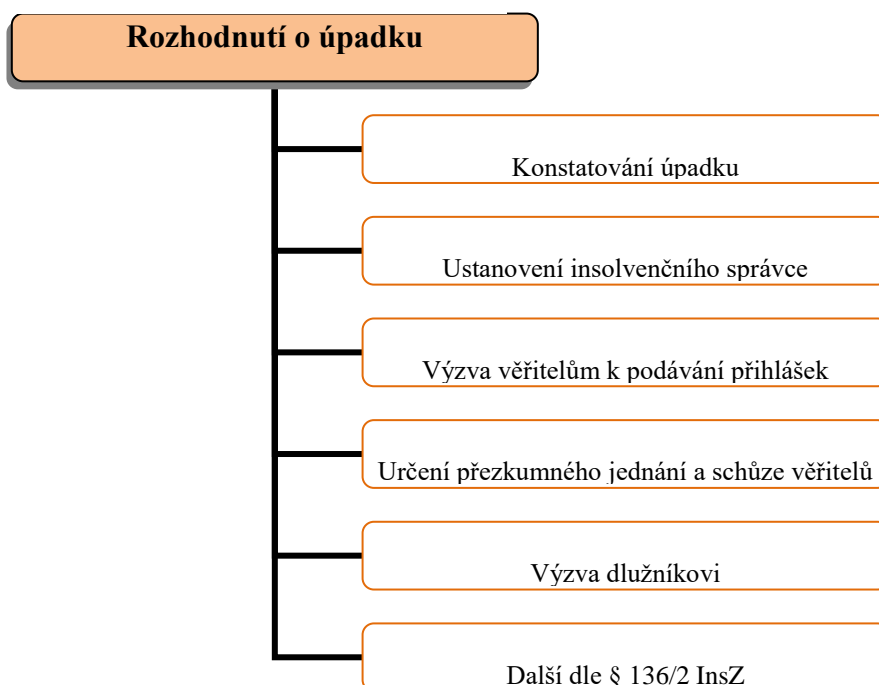 Rozhodnutí o úpadku
Konstatování úpadku
Ustanovení insolvenčního správce
Výzva věřitelům k podávání přihlášek
Určení přezkumného jednání a schůze věřitelů
Výzva dlužníkovi
Další dle § 136/2 InsZ